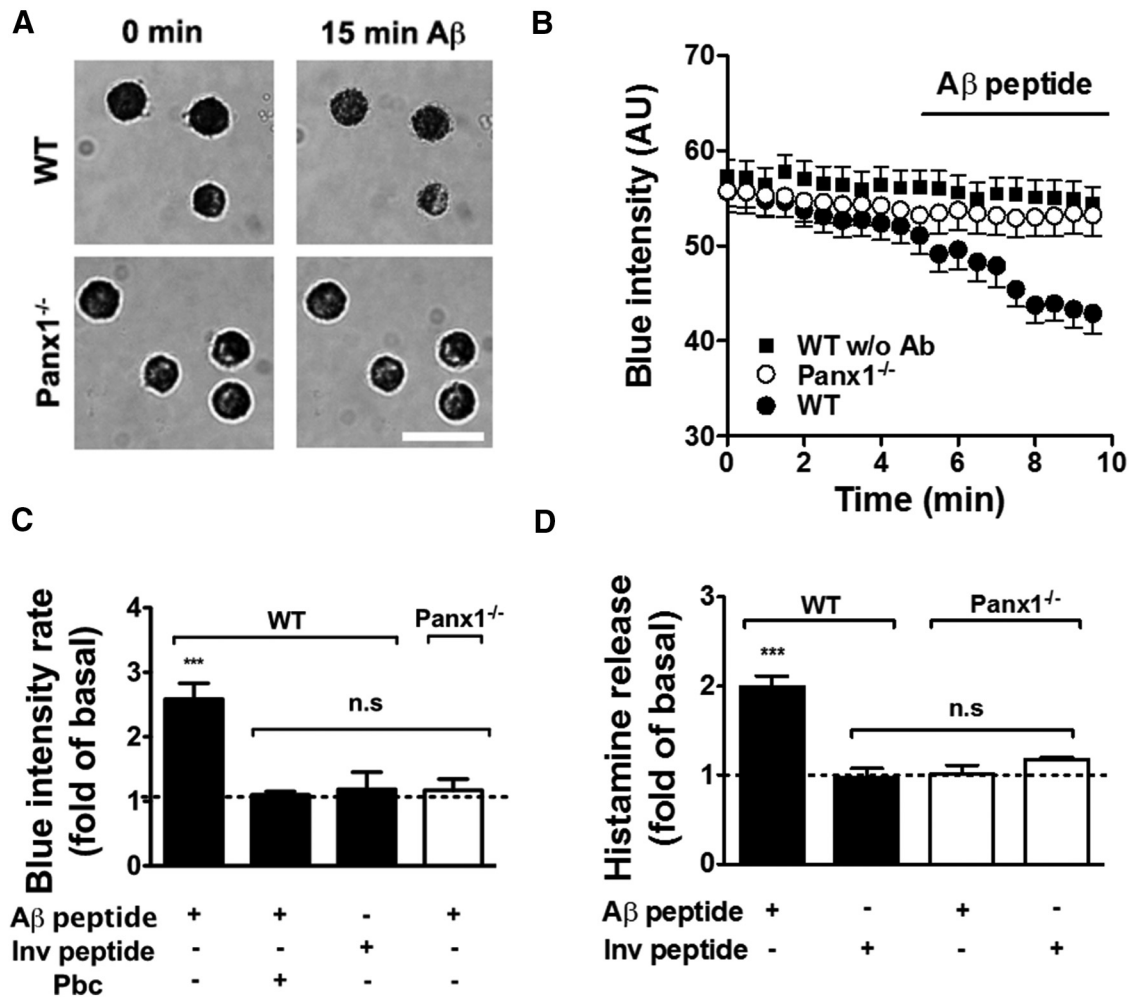 A
0 min
15 min Aβ
WT
Panx1-/-
B
Blue intensity (AU)
70
60
50
40
30
Aβ peptide
WT w/o Ab
Panx1-/-
WT
0
2
4
6
8
10
Time (min)
C
Blue intensity rate
(fold of basal)
4
3
2
1
0
WT
Panx1-/-
***
n.s
Aβ peptide + + - +
Inv peptide - - + -
Pbc - + - -
D
Histamine release
(fold of basal)
3
2
1
0
WT
Panx1-/-
***
n.s
Aβ peptide + - + -
Inv peptide - + - +